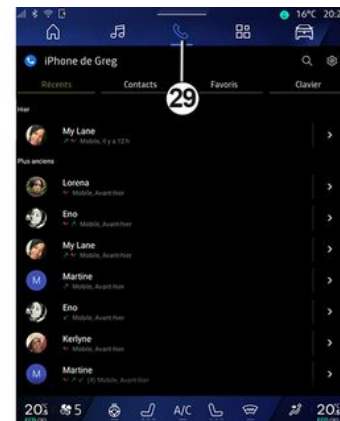 16°C 20:2
iPhone de Greg
Récents Contacts Favoris Clavier
29
Hier
My Lane
Mobile, Il y a 12 h
Plus anciens
Lorena
Mobile, Avant-hier
Eno
Mobile, Avant-hier
My Lane
Mobile, Avant-hier
M Martine
Mobile, Avant-hier
Eno
Mobile, Avant-hier
Kerlyne
Mobile, Avant-hier
M Martine
(4) Mobile, Avant-hier
20 5 A/C 20